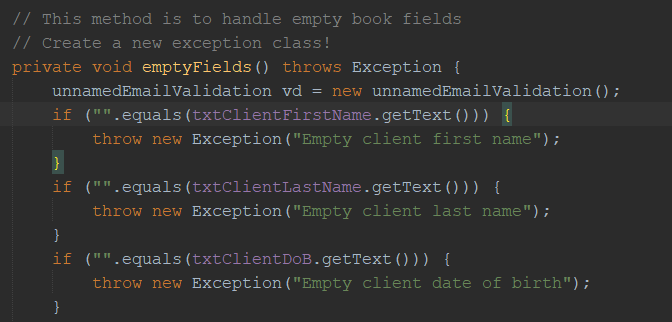 // This method is to handle empty book fields
// Create a new exception class!
private void emptyFields() throws Exception {
unnamedEmailValidation vd = new unnamedEmailValidation();
if ("".equals(txtClientFirstName.getText())) {
throw new Exception("Empty client first name");
}
if ("".equals(txtClientLastName.getText())) {
throw new Exception("Empty client last name");
}
if ("".equals(txtClientDoB.getText())) {
throw new Exception("Empty client date of birth");
}